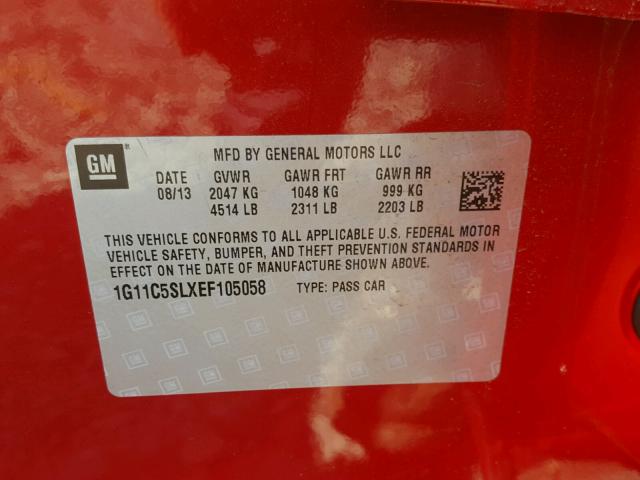 GM
MFD BY GENERAL MOTORS LLC
DATE GVWR GAWR FRT GAWR RR
08/13 2047 KG 1048 KG 999 KG
4514 LB 2311 LB 2203 LB
THIS VEHICLE CONFORMS TO ALL APPLICABLE U.S. FEDERAL MOTOR
VEHICLE SAFETY, BUMPER, AND THEFT PREVENTION STANDARDS IN
EFFECT ON THE DATE OF MANUFACTURE SHOWN ABOVE.
1G11C5SLXEF105058 TYPE: PASS CAR